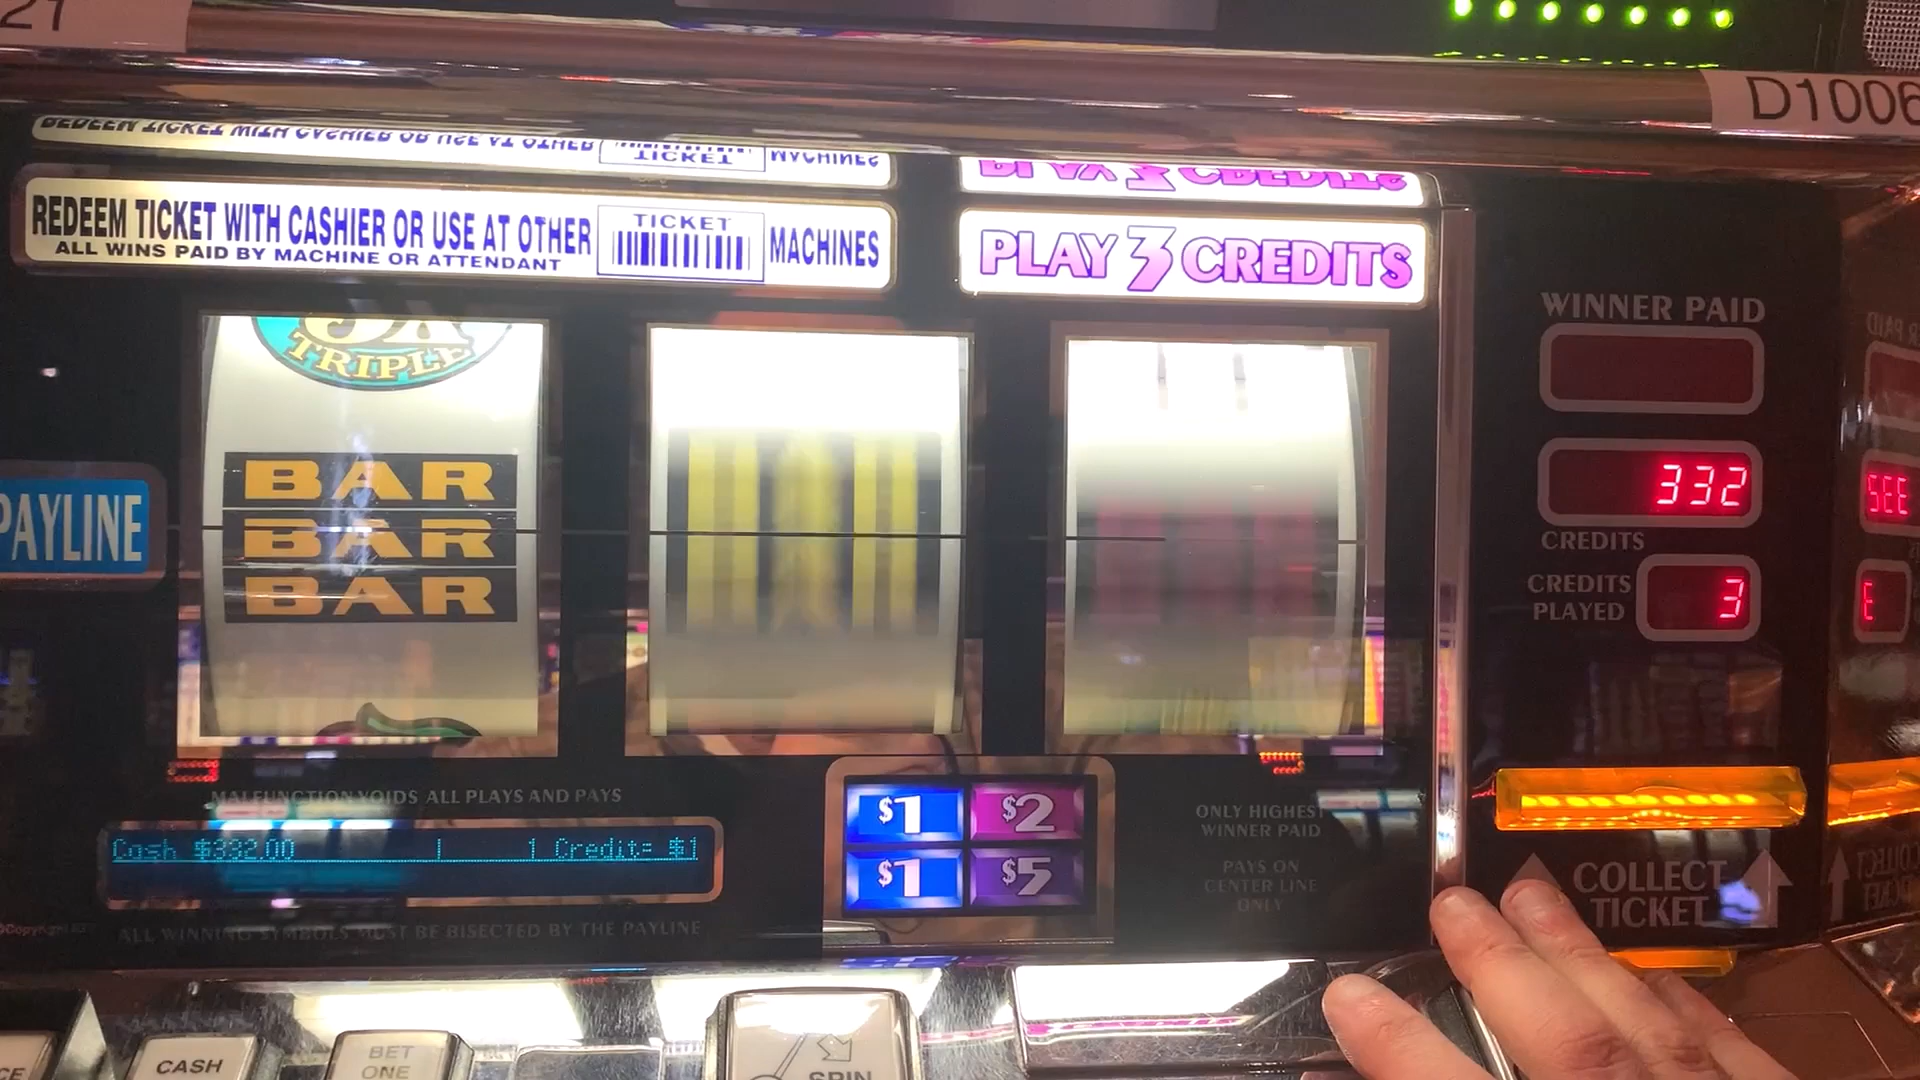 21
D1006
REDEEM TICKET WITH CASHIER OR USE AT OTHER
TICKET
MACHINES
ALL WINS PAID BY MACHINE OR ATTENDANT
PLAY 3 CREDITS
WINNER PAID
332
CREDITS
CREDITS
PLAYED
3
TRIPLE
BAR
BAR
BAR
PAYLINE
MALFUNCTION VOIDS ALL PLAYS AND PAYS
Cash $332.00 | 1 Credit= $1
ALL WINNING SYMBOLS MUST BE BISECTED BY THE PAYLINE
$1 $2
$1 $5
ONLY HIGHEST
WINNER PAID
PAYS ON
CENTER LINE
ONLY
COLLECT
TICKET
CASH
BET
ONE
SPIN